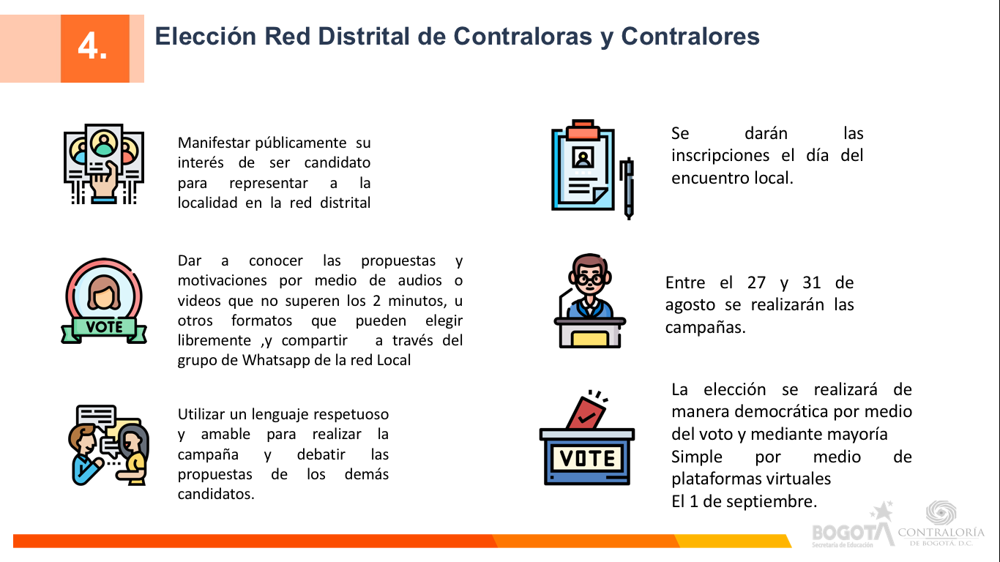 4.
Elección Red Distrital de Contraloras y Contralores
Manifestar públicamente su
interés de ser candidato
para representar a la
localidad en la red distrital
Dar a conocer las propuestas y
motivaciones por medio de audios o
videos que no superen los 2 minutos, u
otros formatos que pueden elegir
libremente ,y compartir a través del
grupo de Whatsapp de la red Local
VOTE
Utilizar un lenguaje respetuoso
y amable para realizar la
campaña y debatir las
propuestas de los demás
candidatos.
Se darán las
inscripciones el día del
encuentro local.
Entre el 27 y 31 de
agosto se realizarán las
campañas.
La elección se realizará de
manera democrática por medio
del voto y mediante mayoría
Simple por medio de
plataformas virtuales
El 1 de septiembre.
VOTE
BOGOTÁ
Secretaría de Educación
CONTRALORÍA
DE BOGOTÁ, D.C.